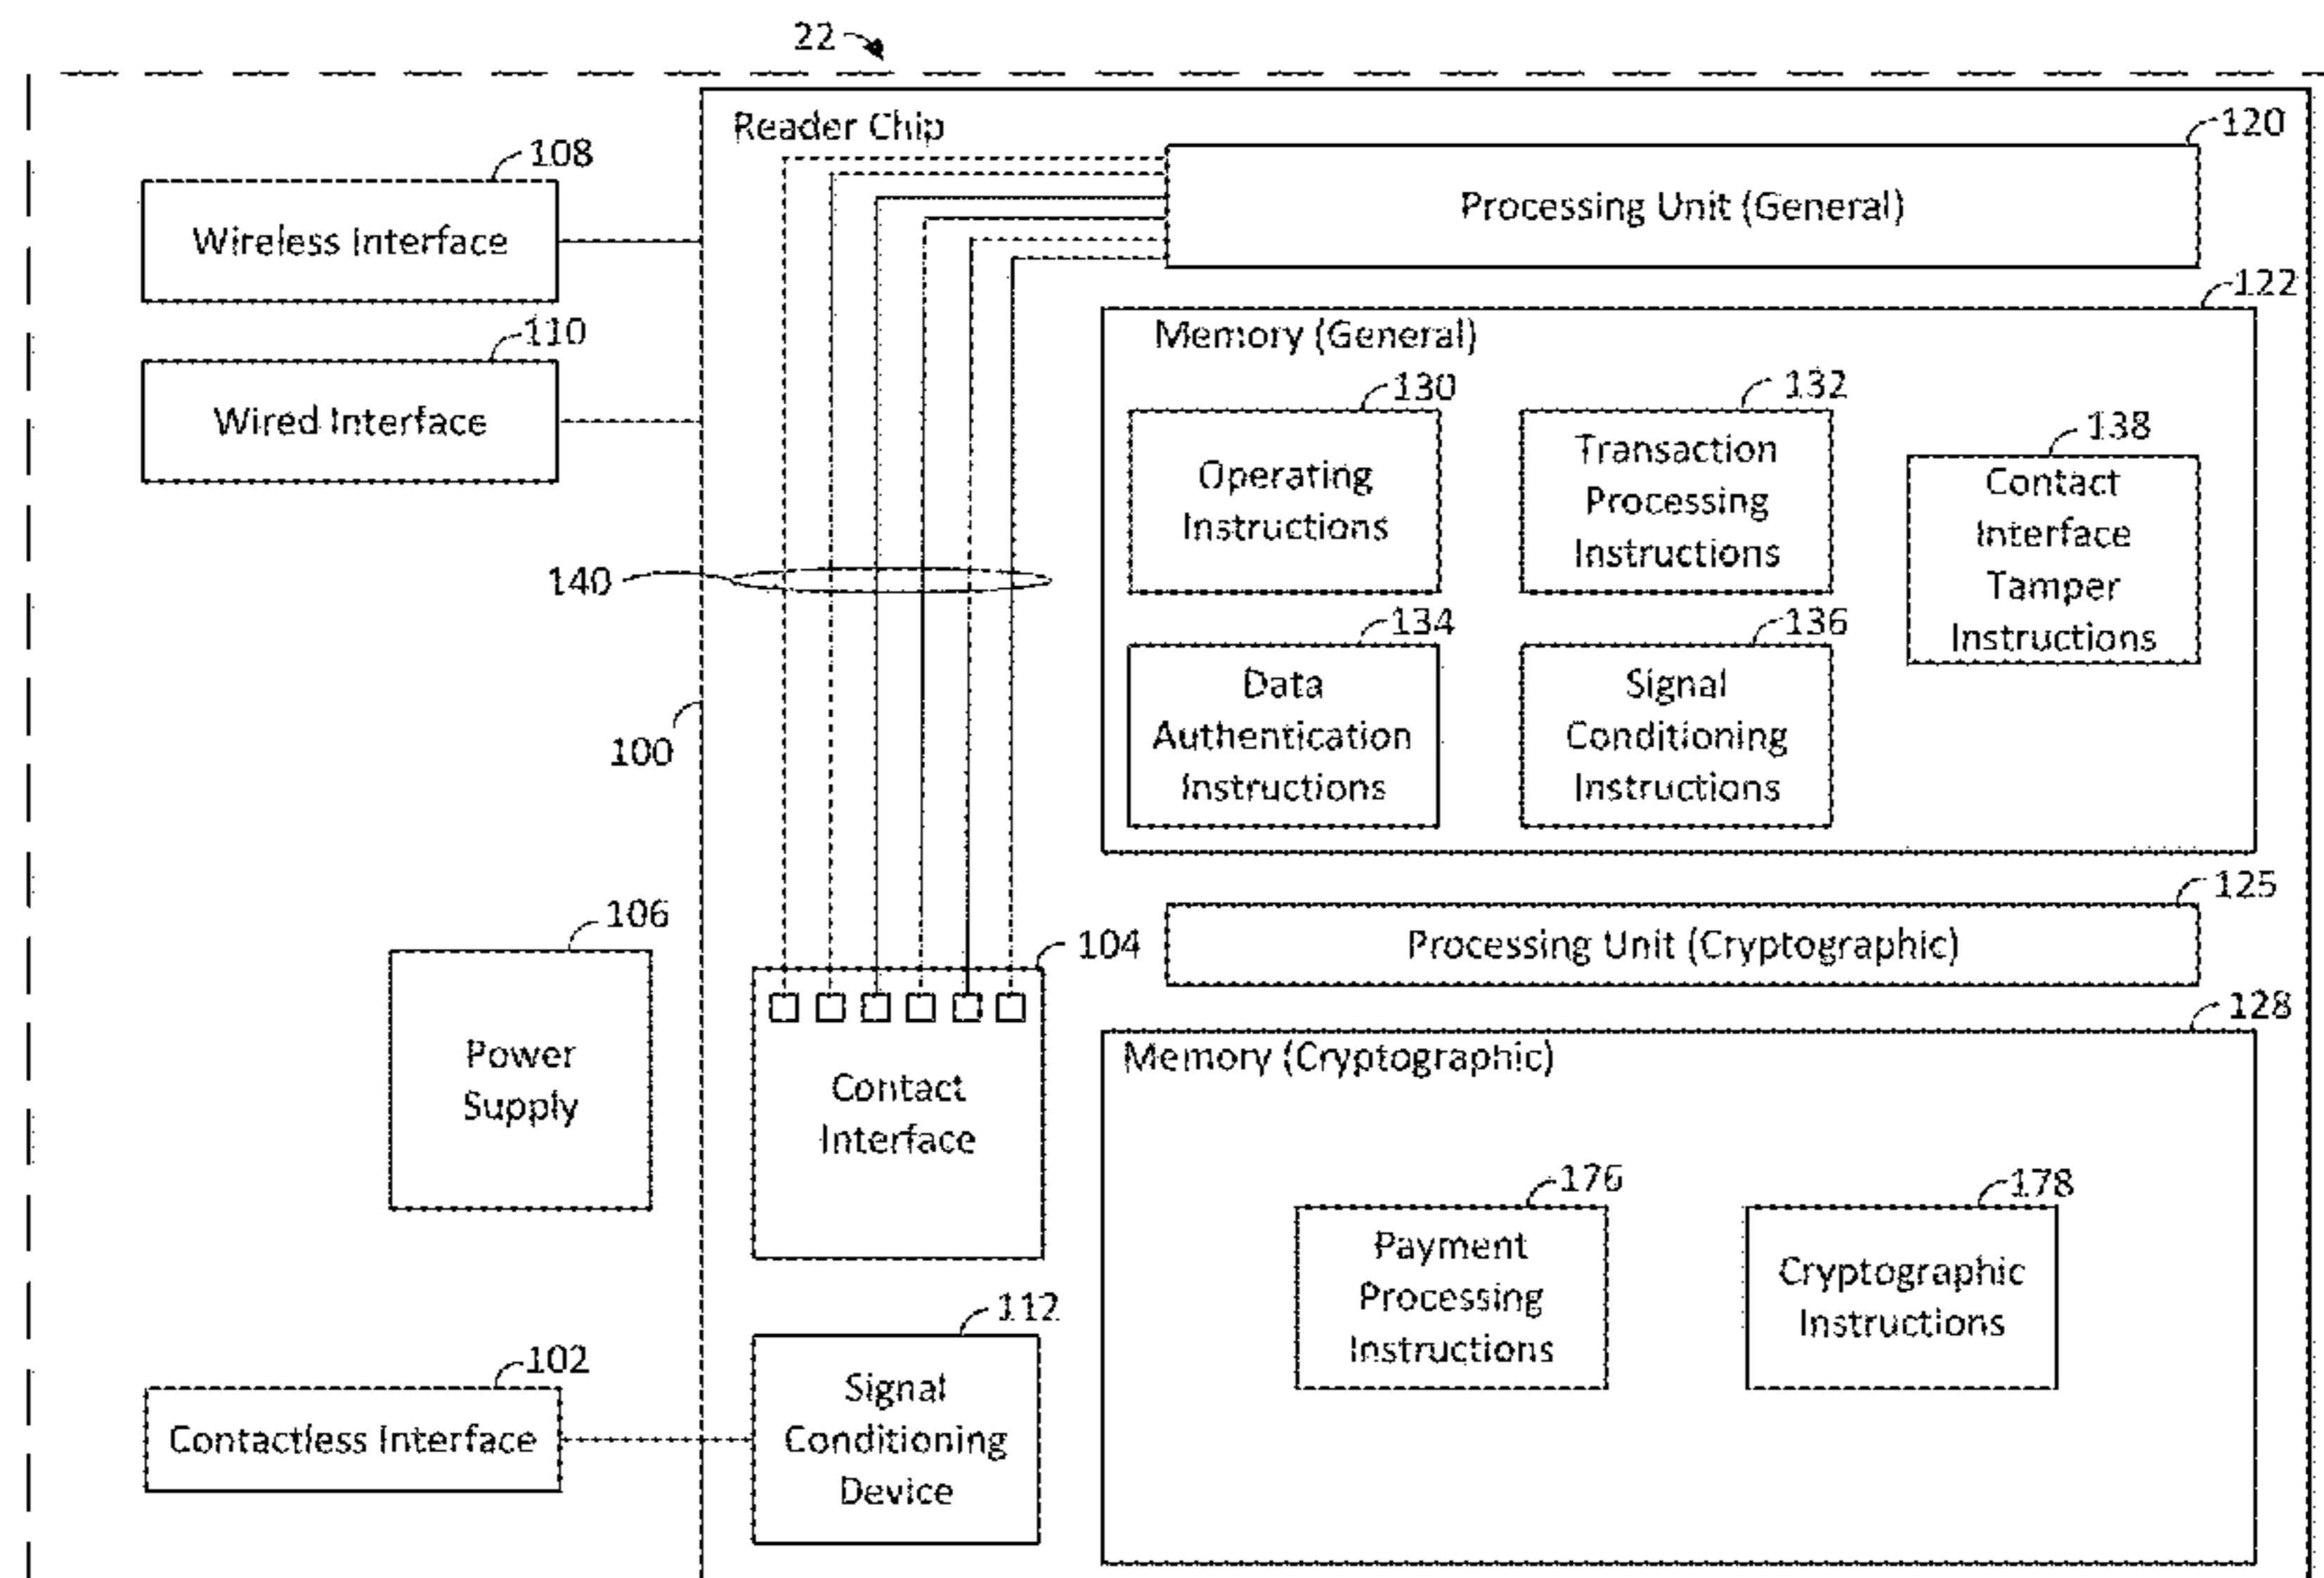 22
Reader Chip
120
Processing Unit (General)
108
Wireless Interface
110
Wired Interface
122
Memory (General)
130
Operating
Instructions
132
Transaction
Processing
Instructions
138
Contact
Interface
Tamper
Instructions
140
134
Data
Authentication
Instructions
136
Signal
Conditioning
Instructions
100
125
Processing Unit (Cryptographic)
106
Power
Supply
104
Contact
Interface
128
Memory (Cryptographic)
176
Payment
Processing
Instructions
178
Cryptographic
Instructions
112
Signal
Conditioning
Device
102
Contactless Interface